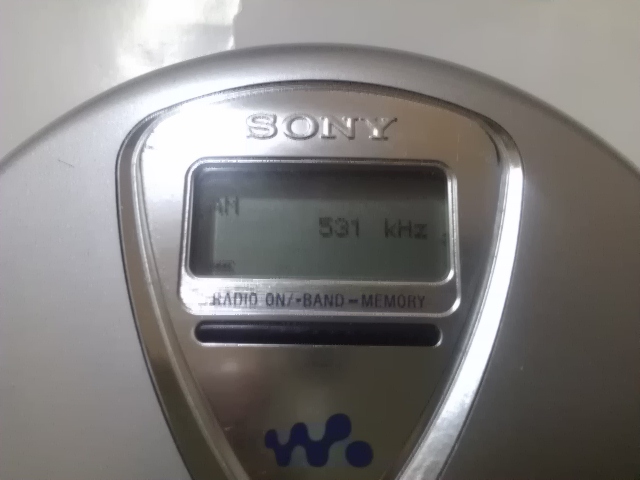 SONY
AM
531 kHz
RADIO ON/•BAND – MEMORY